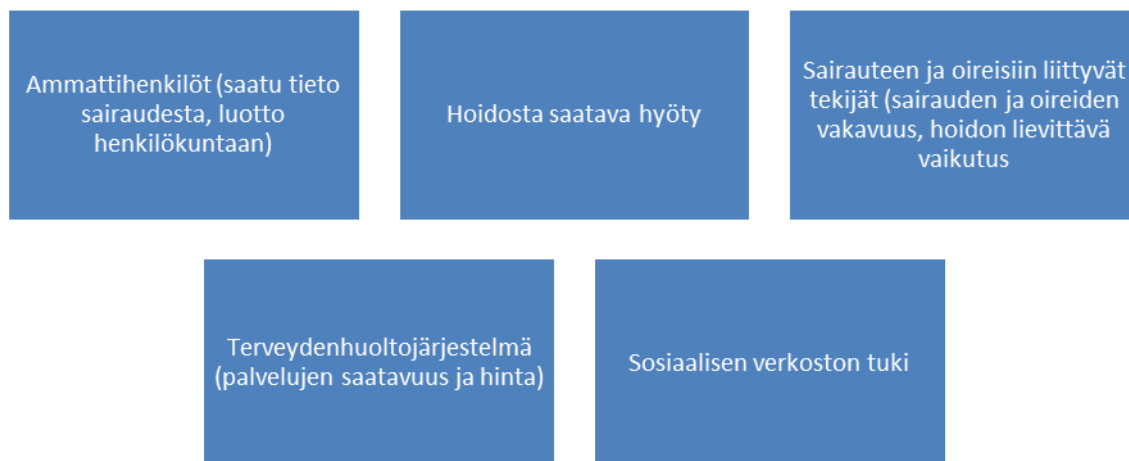 Ammattihenkilöt (saatu tieto
sairaudesta, luotto
henkilökuntaan)
Hoidosta saatava hyöty
Sairauteen ja oireisiin liittyvät
tekijät (sairauden ja oireiden
vakavuus, hoidon lievittävä
vaikutus
Terveydenhuoltojärjestelmä
(palvelujen saatavuus ja hinta)
Sosiaalisen verkoston tuki